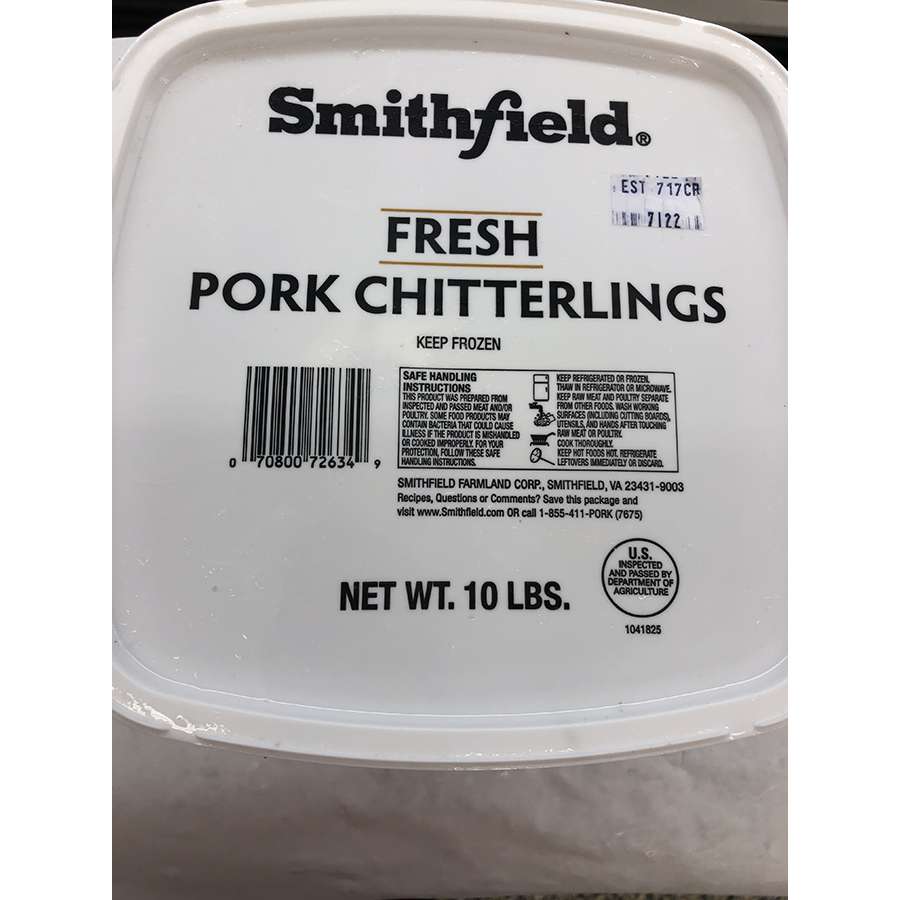 Smithfield®
EST 717CR
7122
FRESH
PORK CHITTERLINGS
KEEP FROZEN
SAFE HANDLING
INSTRUCTIONS
THIS PRODUCT WAS PREPARED FROM
INSPECTED AND PASSED MEAT AND/OR
POULTRY. SOME FOOD PRODUCTS MAY
CONTAIN BACTERIA THAT COULD CAUSE
ILLNESS IF THE PRODUCT IS MISHANDLED
OR COOKED IMPROPERLY. FOR YOUR
PROTECTION, FOLLOW THESE SAFE
HANDLING INSTRUCTIONS.
KEEP REFRIGERATED OR FROZEN.
THAW IN REFRIGERATOR OR MICROWAVE.
KEEP RAW MEAT AND POULTRY SEPARATE
FROM OTHER FOODS. WASH WORKING
SURFACES (INCLUDING CUTTING BOARDS),
UTENSILS, AND HANDS AFTER TOUCHING
RAW MEAT OR POULTRY.
COOK THOROUGHLY.
KEEP HOT FOODS HOT. REFRIGERATE
LEFTOVERS IMMEDIATELY OR DISCARD.
0 70800 72634 9
SMITHFIELD FARMLAND CORP., SMITHFIELD, VA 23431-9003
Recipes, Questions or Comments? Save this package and
visit www.Smithfield.com OR call 1-855-411-PORK (7675)
NET WT. 10 LBS.
U.S.
INSPECTED
AND PASSED BY
DEPARTMENT OF
AGRICULTURE
1041825